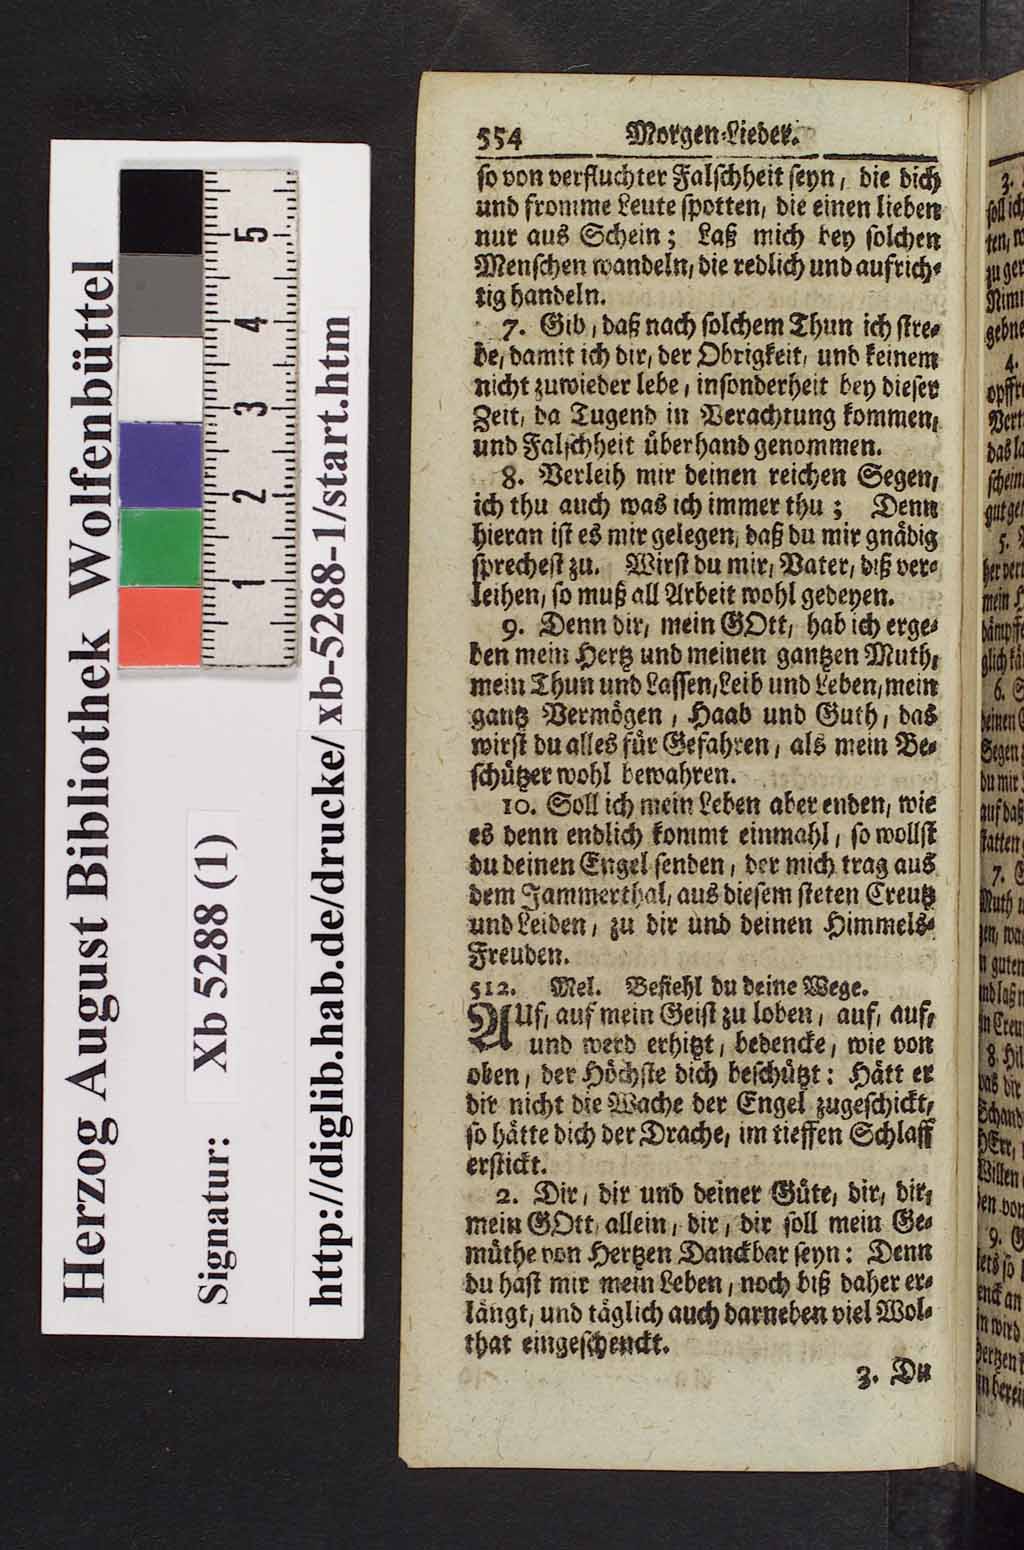 554 Morgen-Lieder.
so von verfluchter Falschheit seyn, die dich
und fromme Leute spotten, die einen lieben
nur aus Schein; Laß mich bey solchen
Menschen wandeln, die redlich und aufrich-
tig handeln.
7. Gib, daß nach solchem Thun ich stre-
be, damit ich dir, der Obrigkeit, und keinem
nicht zuwieder lebe, insonderheit bey dieser
Zeit, da Tugend in Verachtung kommen,
und Falschheit überhand genommen.
8. Verleih mir deinen reichen Segen,
ich thu auch was ich immer thu; Denn
hieran ist es mir gelegen, daß du mir gnädig
sprechest zu. Wirst du mir, Vater, diß ver-
leihen, so muß all Arbeit wohl gedeyen.
9. Denn dir, mein GOtt, hab ich erge-
ben mein Hertz und meinen gantzen Muth,
mein Thun und Lassen, Leib und Leben, mein
gantz Vermögen, Haab und Guth, das
wirst du alles für Gefahren, als mein Be-
schützer wohl bewahren.
10. Soll ich mein Leben aber enden, wie
es denn endlich kommt einmahl, so wollst
du deinen Engel senden, der mich trag aus
dem Jammerthal, aus diesem steten Creutz
und Leiden, zu dir und deinen Himmels-
Freuden.
512. Mel. Befiehl du deine Wege.
AUf, auf mein Geist zu loben, auf, auf,
und werd erhitzt, bedencke, wie von
oben, der Höchste dich beschützt: Hätt er
dir nicht die Wache der Engel zugeschickt,
so hätte dich der Drache, im tieffen Schlaff
erstickt.
2. Dir, dir und deiner Güte, dir, dir,
mein GOtt allein, dir, dir soll mein Ge-
müthe von Hertzen Danckbar seyn: Denn
du hast mir mein Leben, noch biß daher er-
längt, und täglich auch darneben viel Wol-
that eingeschenckt.
3. Du
Herzog August Bibliothek Wolfenbüttel
Signatur: Xb 5288 (1)
http://diglib.hab.de/drucke/xb-5288-1/start.htm
1 2 3 4 5